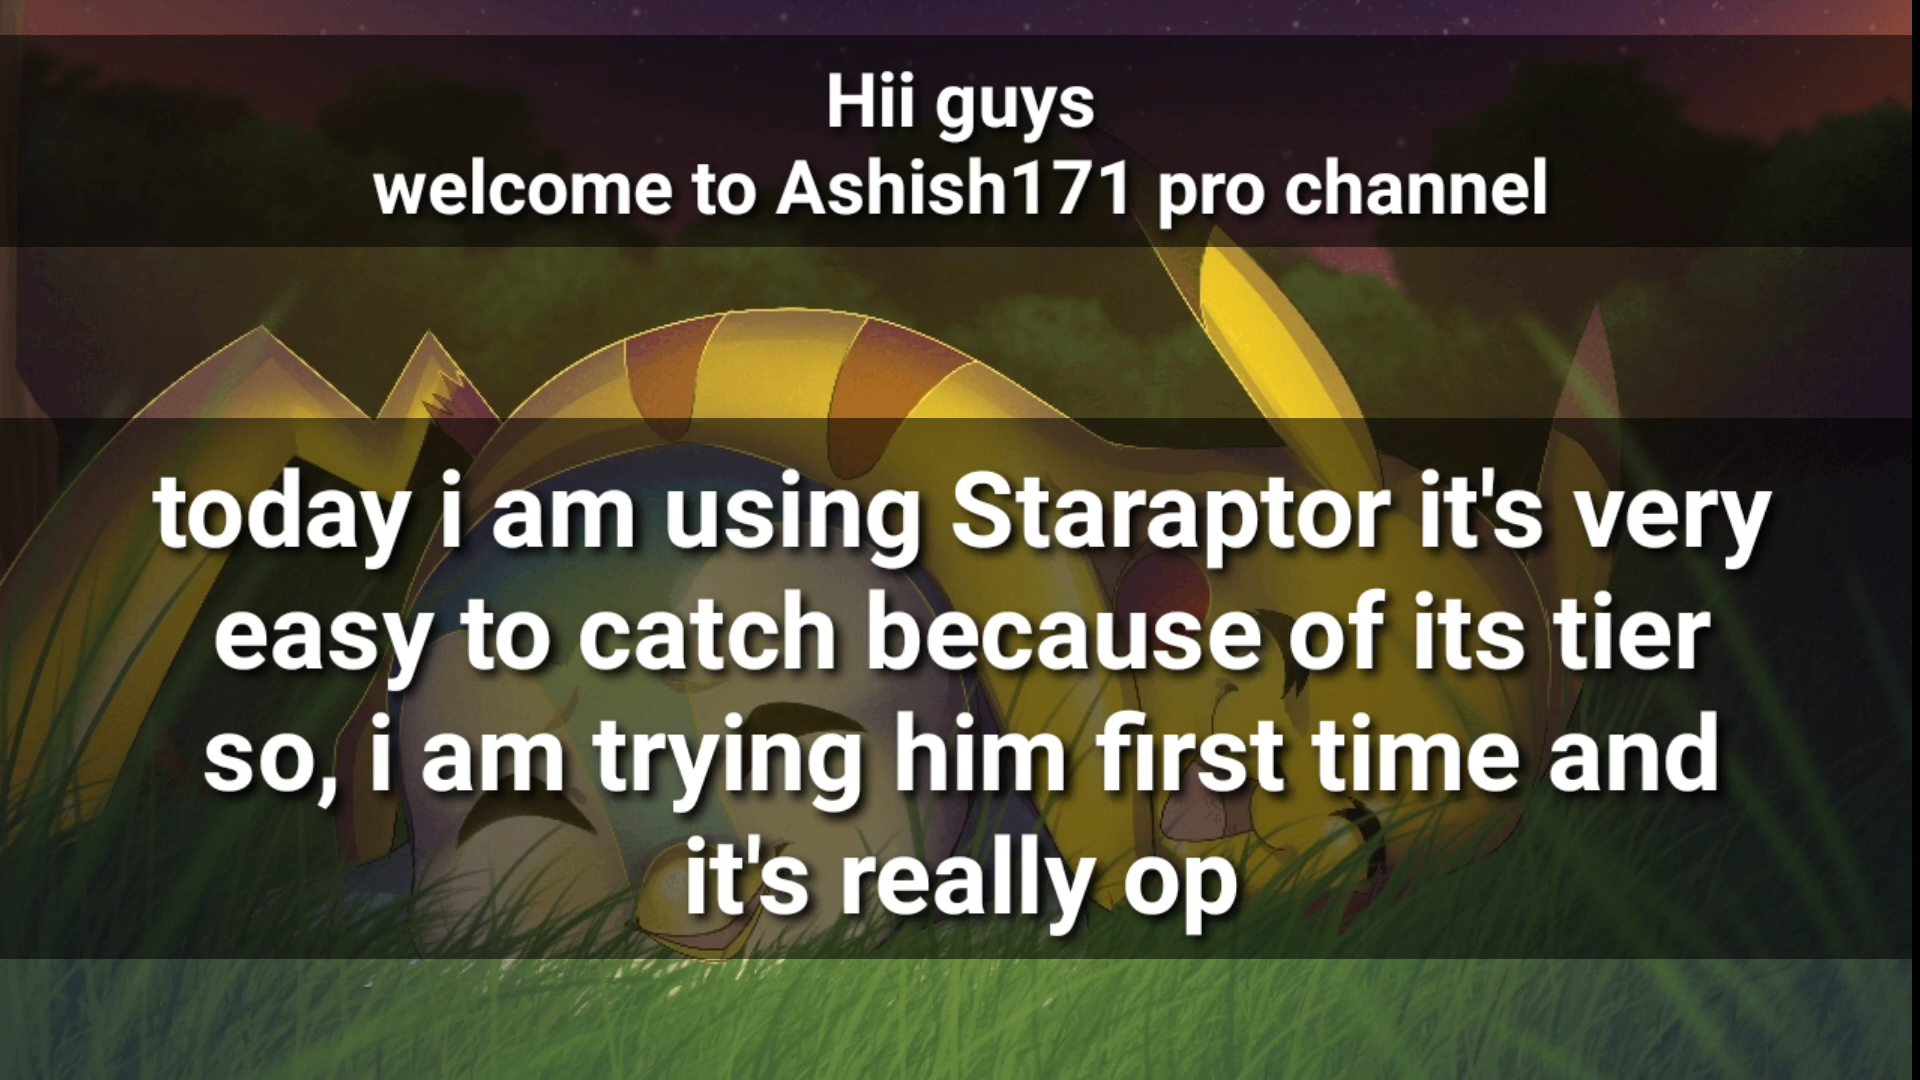 Hii guys
welcome to Ashish171 pro channel
today i am using Staraptor it's very
easy to catch because of its tier
so, i am trying him first time and
it's really op